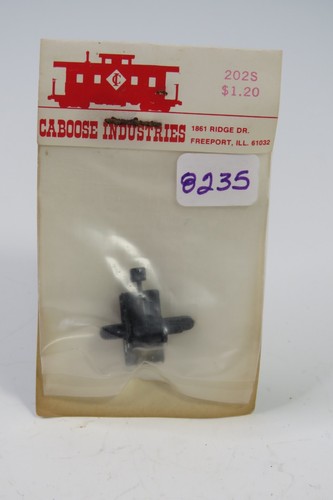 202S
$1.20
CABOOSE INDUSTRIES
1861 RIDGE DR.
FREEPORT, ILL. 61032
8235